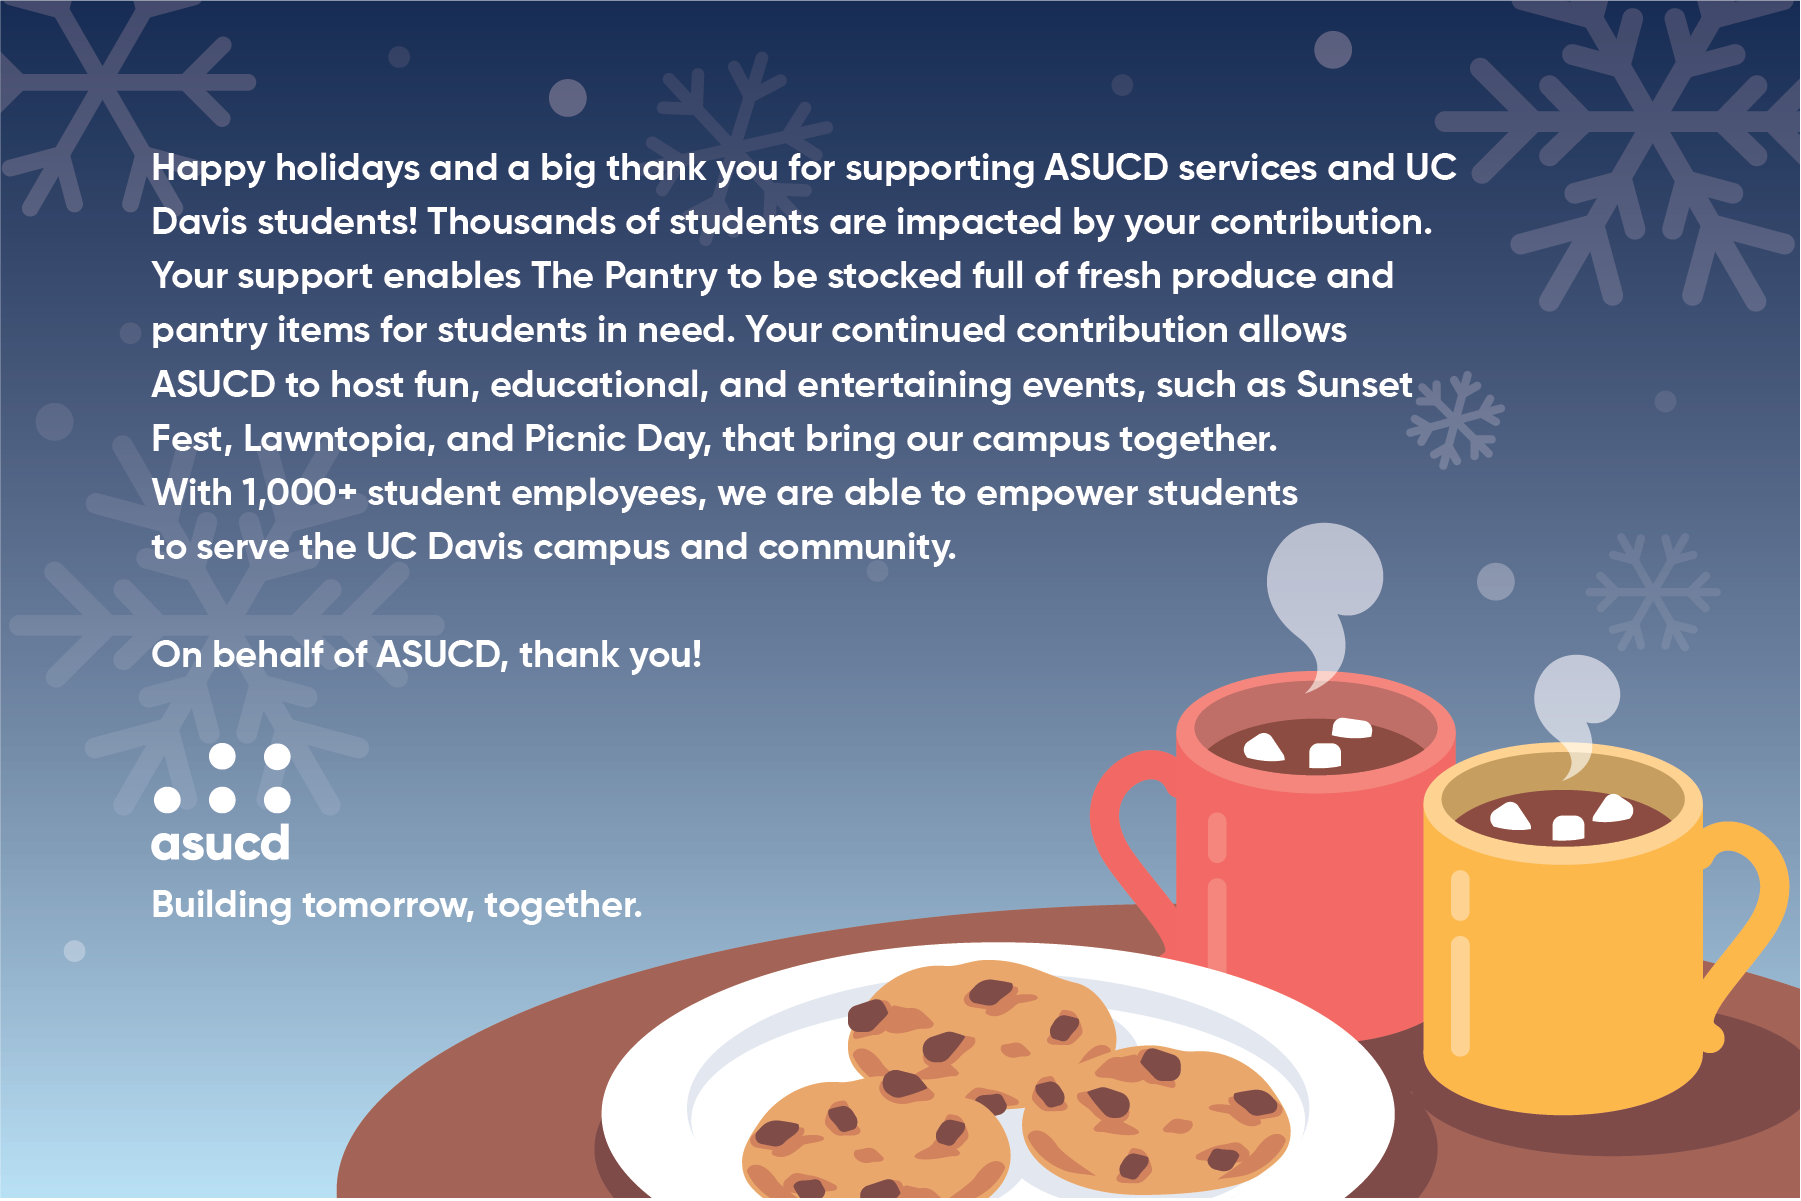 Happy holidays and a big thank you for supporting ASUCD services and UC
Davis students! Thousands of students are impacted by your contribution.
Your support enables The Pantry to be stocked full of fresh produce and
pantry items for students in need. Your continued contribution allows
ASUCD to host fun, educational, and entertaining events, such as Sunset
Fest, Lawntopia, and Picnic Day, that bring our campus together.
With 1,000+ student employees, we are able to empower students
to serve the UC Davis campus and community.
On behalf of ASUCD, thank you!
asucd
Building tomorrow, together.